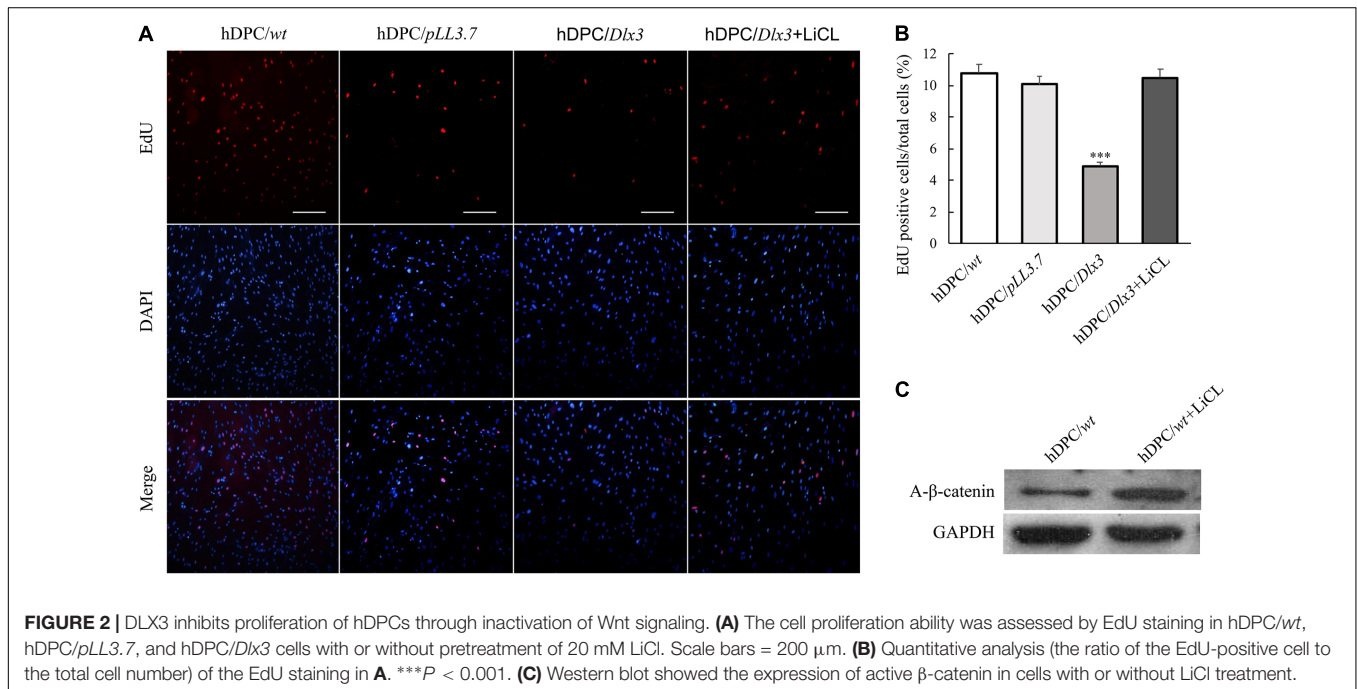 A
hDPC/wt hDPC/pLL3.7 hDPC/Dlx3 hDPC/Dlx3+LiCL
EdU
DAPI
Merge
B
EdU positive cells/total cells (%)
12
10
8
6
4
2
0
***
hDPC/wt
hDPC/pLL3.7
hDPC/Dlx3
hDPC/Dlx3+LiCL
C
hDPC/wt
hDPC/wt+LiCL
A-β-catenin
GAPDH
FIGURE 2 | DLX3 inhibits proliferation of hDPCs through inactivation of Wnt signaling. (A) The cell proliferation ability was assessed by EdU staining in hDPC/wt,
hDPC/pLL3.7, and hDPC/Dlx3 cells with or without pretreatment of 20 mM LiCl. Scale bars = 200 μm. (B) Quantitative analysis (the ratio of the EdU-positive cell to
the total cell number) of the EdU staining in A. ***P < 0.001. (C) Western blot showed the expression of active β-catenin in cells with or without LiCl treatment.